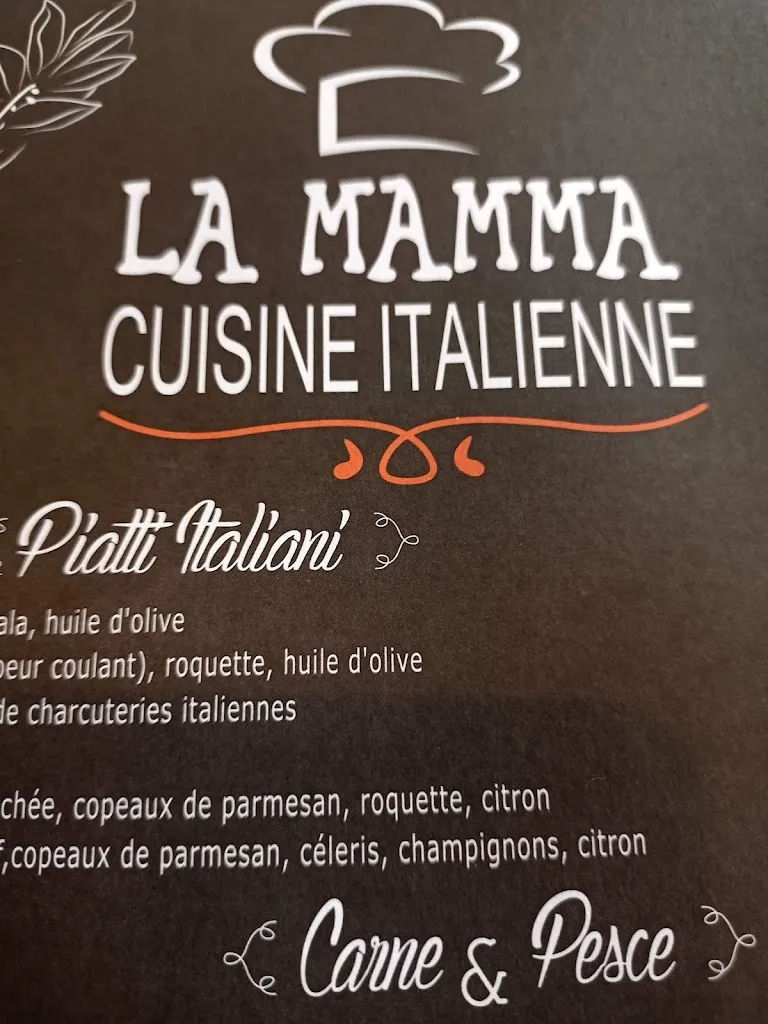 LA MAMMA
CUISINE ITALIENNE
Piatti Italiani
ala, huile d'olive
oeur coulant), roquette, huile d'olive
de charcuteries italiennes
chée, copeaux de parmesan, roquette, citron
f,copeaux de parmesan, céleris, champignons, citron
Carne & Pesce